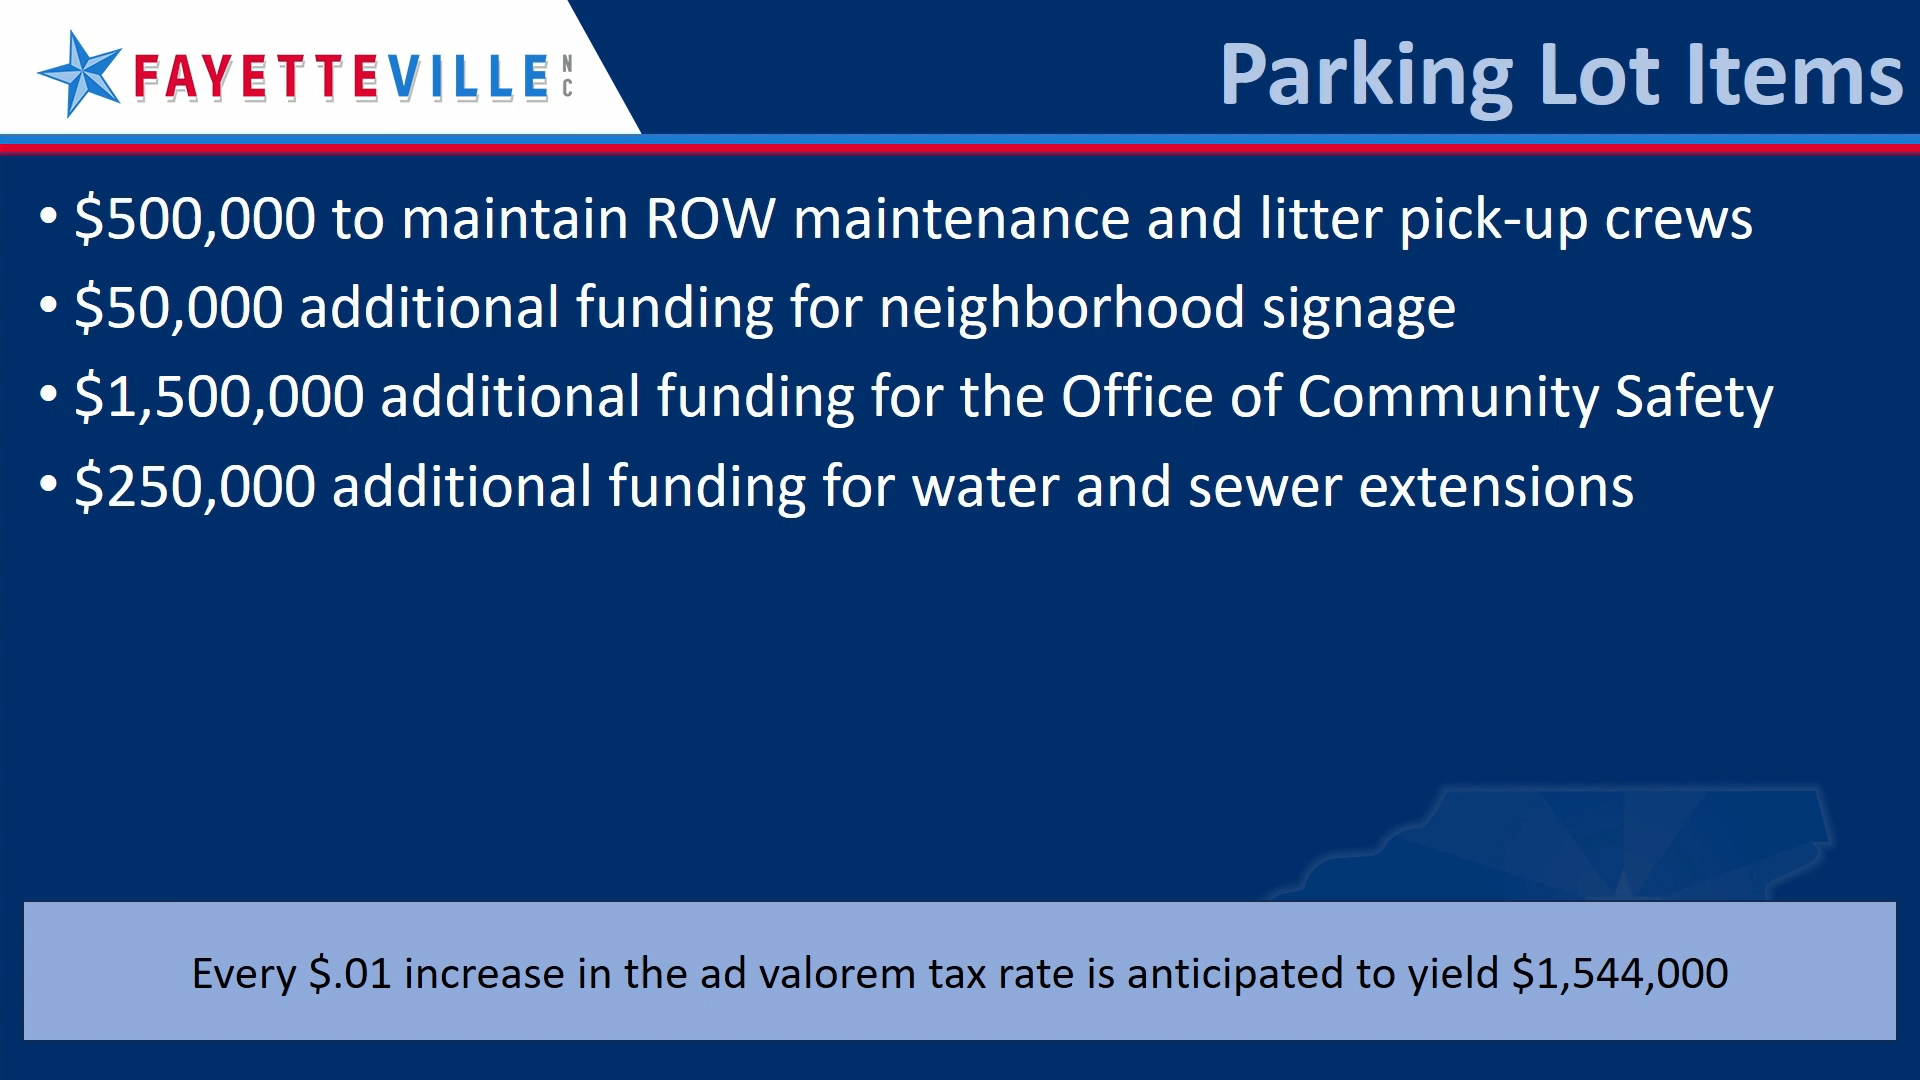 FAYETTEVILLE NC
Parking Lot Items
• $500,000 to maintain ROW maintenance and litter pick-up crews
• $50,000 additional funding for neighborhood signage
• $1,500,000 additional funding for the Office of Community Safety
• $250,000 additional funding for water and sewer extensions
Every $.01 increase in the ad valorem tax rate is anticipated to yield $1,544,000